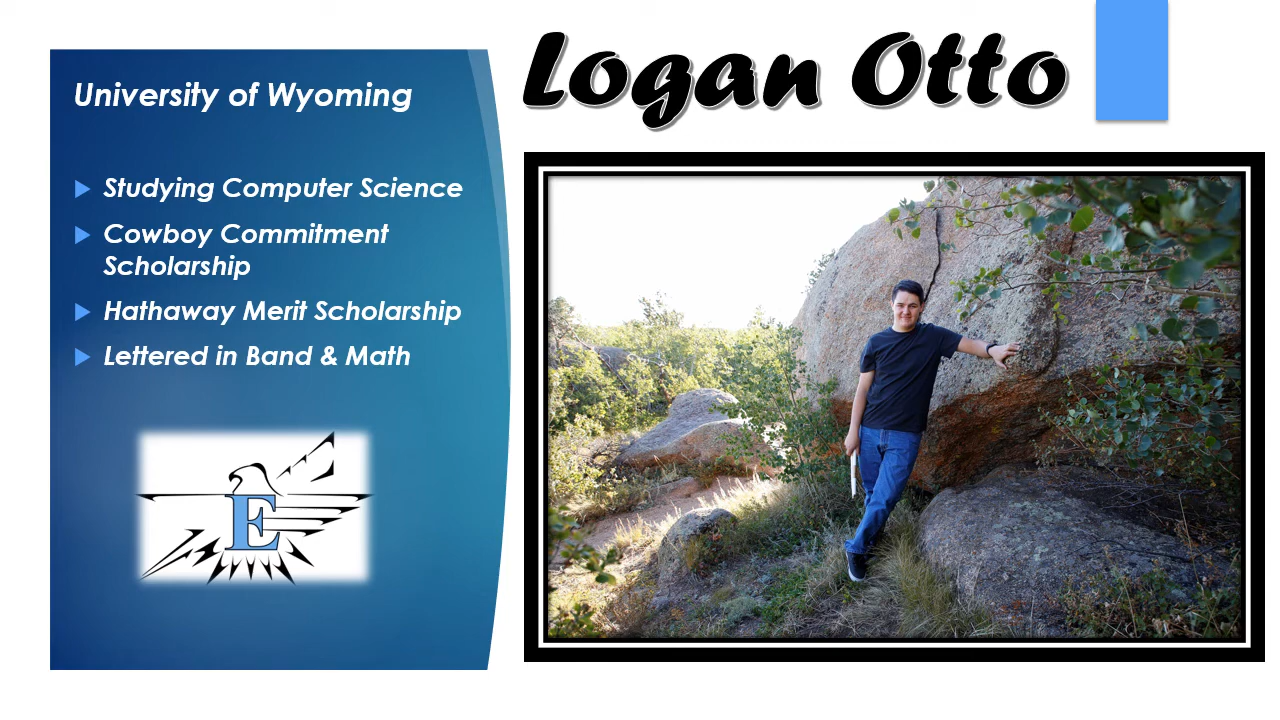 Logan Otto
University of Wyoming
Studying Computer Science
Cowboy Commitment
Scholarship
Hathaway Merit Scholarship
Lettered in Band & Math
E